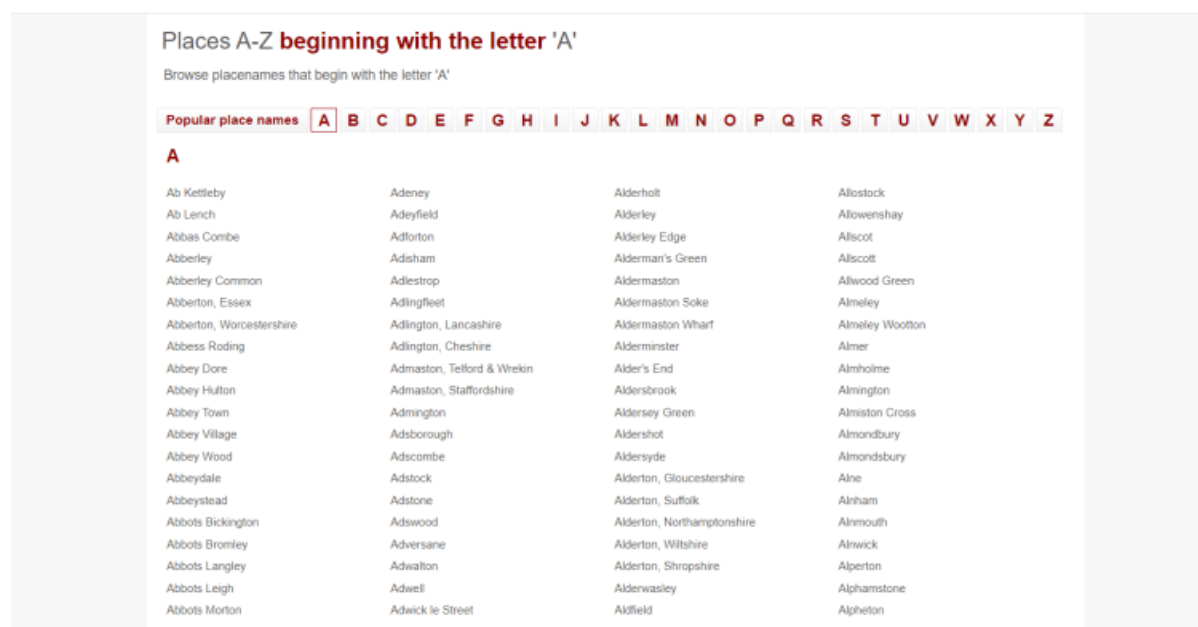 Places A-Z beginning with the letter 'A'
Browse placenames that begin with the letter 'A'
Popular place names A B C D E F G H I J K L M N O P Q R S T U V W X Y Z
A
Ab Kettleby
Ab Lench
Abbas Combe
Abberley
Abberley Common
Abberton, Essex
Abberton, Worcestershire
Abbess Roding
Abbey Dore
Abbey Hulton
Abbey Town
Abbey Village
Abbey Wood
Abbeydale
Abbeystead
Abbots Bickington
Abbots Bromley
Abbots Langley
Abbots Leigh
Abbots Morton
Adeney
Adeyfield
Adforton
Adisham
Adlestrop
Adlingfleet
Adlington, Lancashire
Adlington, Cheshire
Admaston, Telford & Wrekin
Admaston, Staffordshire
Admington
Adsborough
Adscombe
Adstock
Adstone
Adswood
Adversane
Adwalton
Adwell
Adwick le Street
Alderholt
Alderley
Alderley Edge
Alderman's Green
Aldermaston
Aldermaston Soke
Aldermaston Wharf
Alderminster
Alder's End
Aldersbrook
Aldersey Green
Aldershot
Aldersyde
Alderton, Gloucestershire
Alderton, Suffolk
Alderton, Northamptonshire
Alderton, Wiltshire
Alderton, Shropshire
Alderwasley
Aldfield
Allostock
Allowenshay
Allscot
Allscott
Allwood Green
Almeley
Almeley Wootton
Almer
Almholme
Almington
Almiston Cross
Almondbury
Almondsbury
Alne
Alnham
Alnmouth
Alnwick
Alperton
Alphamstone
Alpheton